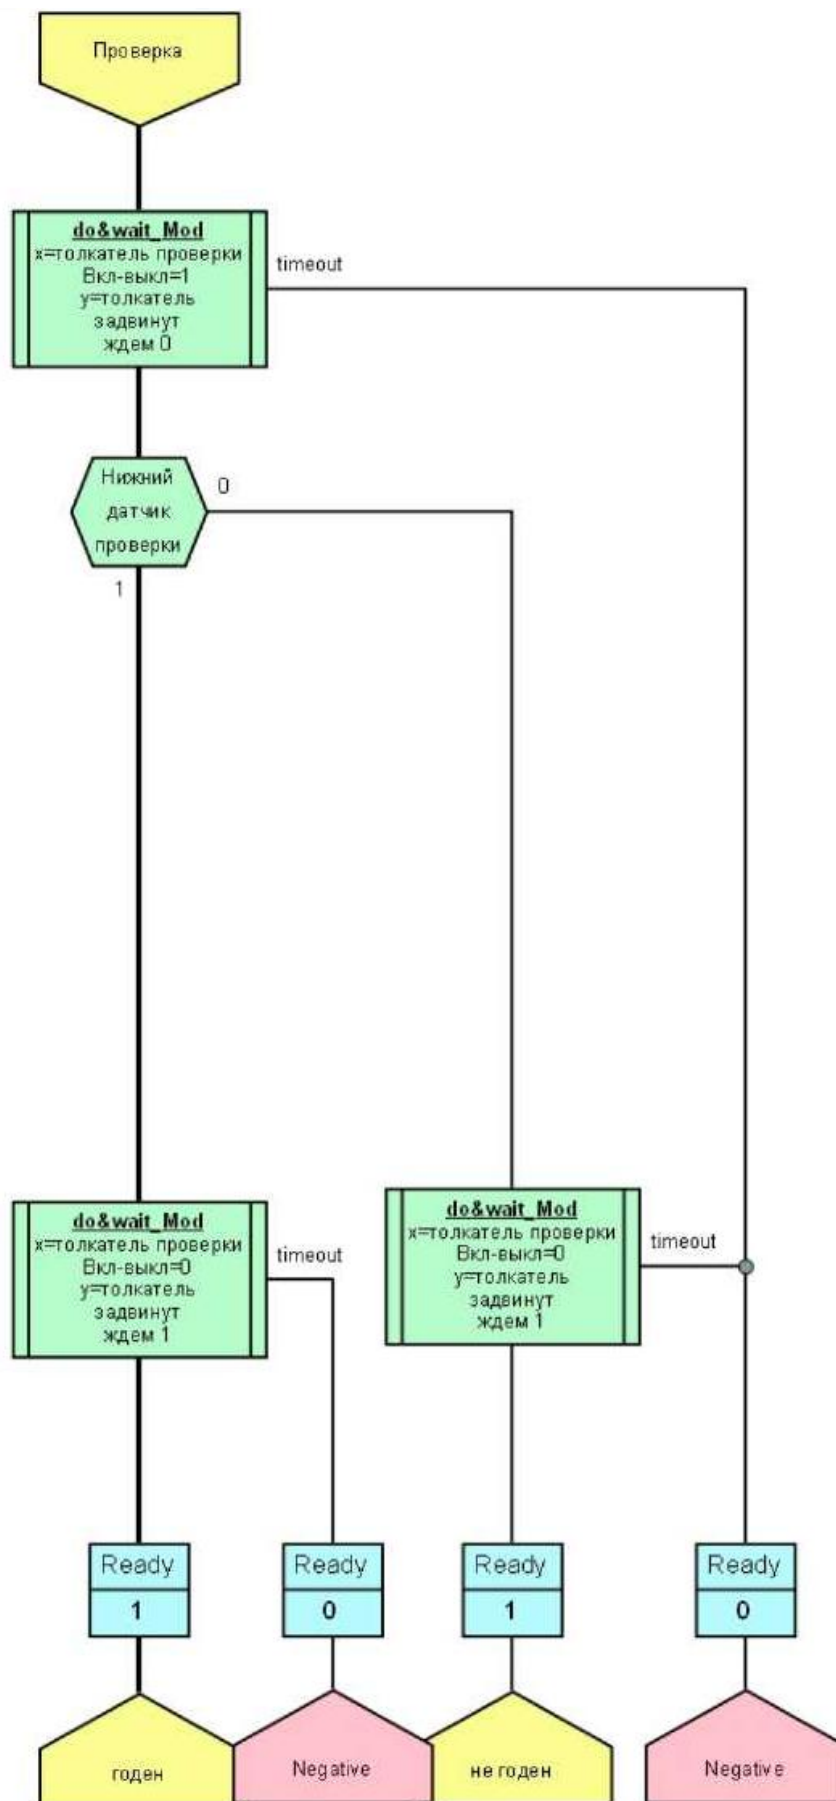 Проверка
do&wait_Mod
x=толкатель проверки
Вкл-выкл=1
y=толкатель
задвинут
ждем 0
timeout
Нижний
датчик
проверки
0
1
do&wait_Mod
x=толкатель проверки
Вкл-выкл=0
y=толкатель
задвинут
ждем 1
timeout
do&wait_Mod
x=толкатель проверки
Вкл-выкл=0
y=толкатель
задвинут
ждем 1
timeout
Ready
1
Ready
0
Ready
1
Ready
0
годен
Negative
не годен
Negative